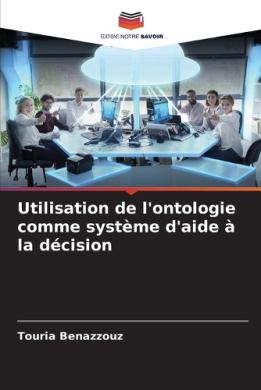 EDITIONS NOTRE SAVOIR
Utilisation de l'ontologie
comme système d'aide à
la décision
Touria Benazzouz